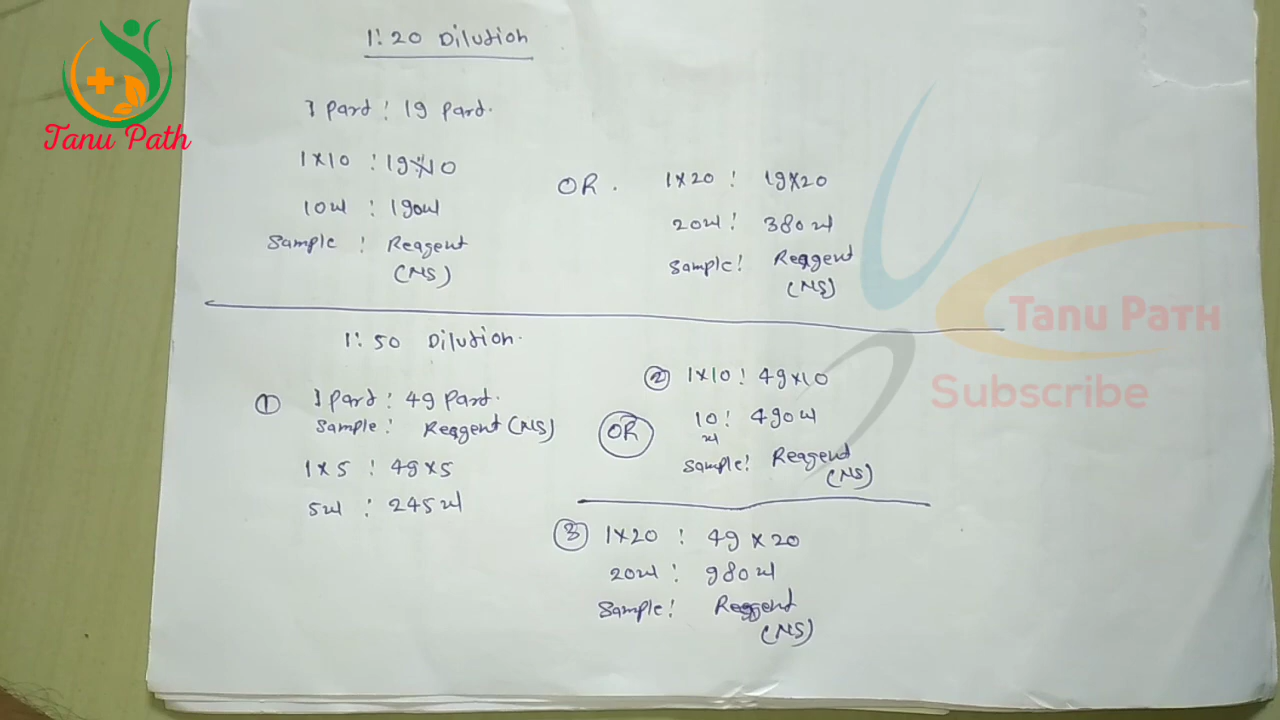 Tanu Path
1:20 Dilution
1 Part : 19 Part.
1x10 : 19x10
10ul : 190ul
Sample : Reagent
(NS)
OR.
1x20 : 19x20
20ul : 380ul
Sample : Reagent
(NS)
Tanu Path
Subscribe
1:50 Dilution.
① 1 Part : 49 Part.
Sample : Reagent (NS)
1x5 : 49x5
5ul : 245ul
OR
② 1x10 : 49x10
10 : 490ul
ul
Sample : Reagent
(NS)
③ 1x20 : 49x20
20ul : 980ul
Sample : Reagent
(NS)